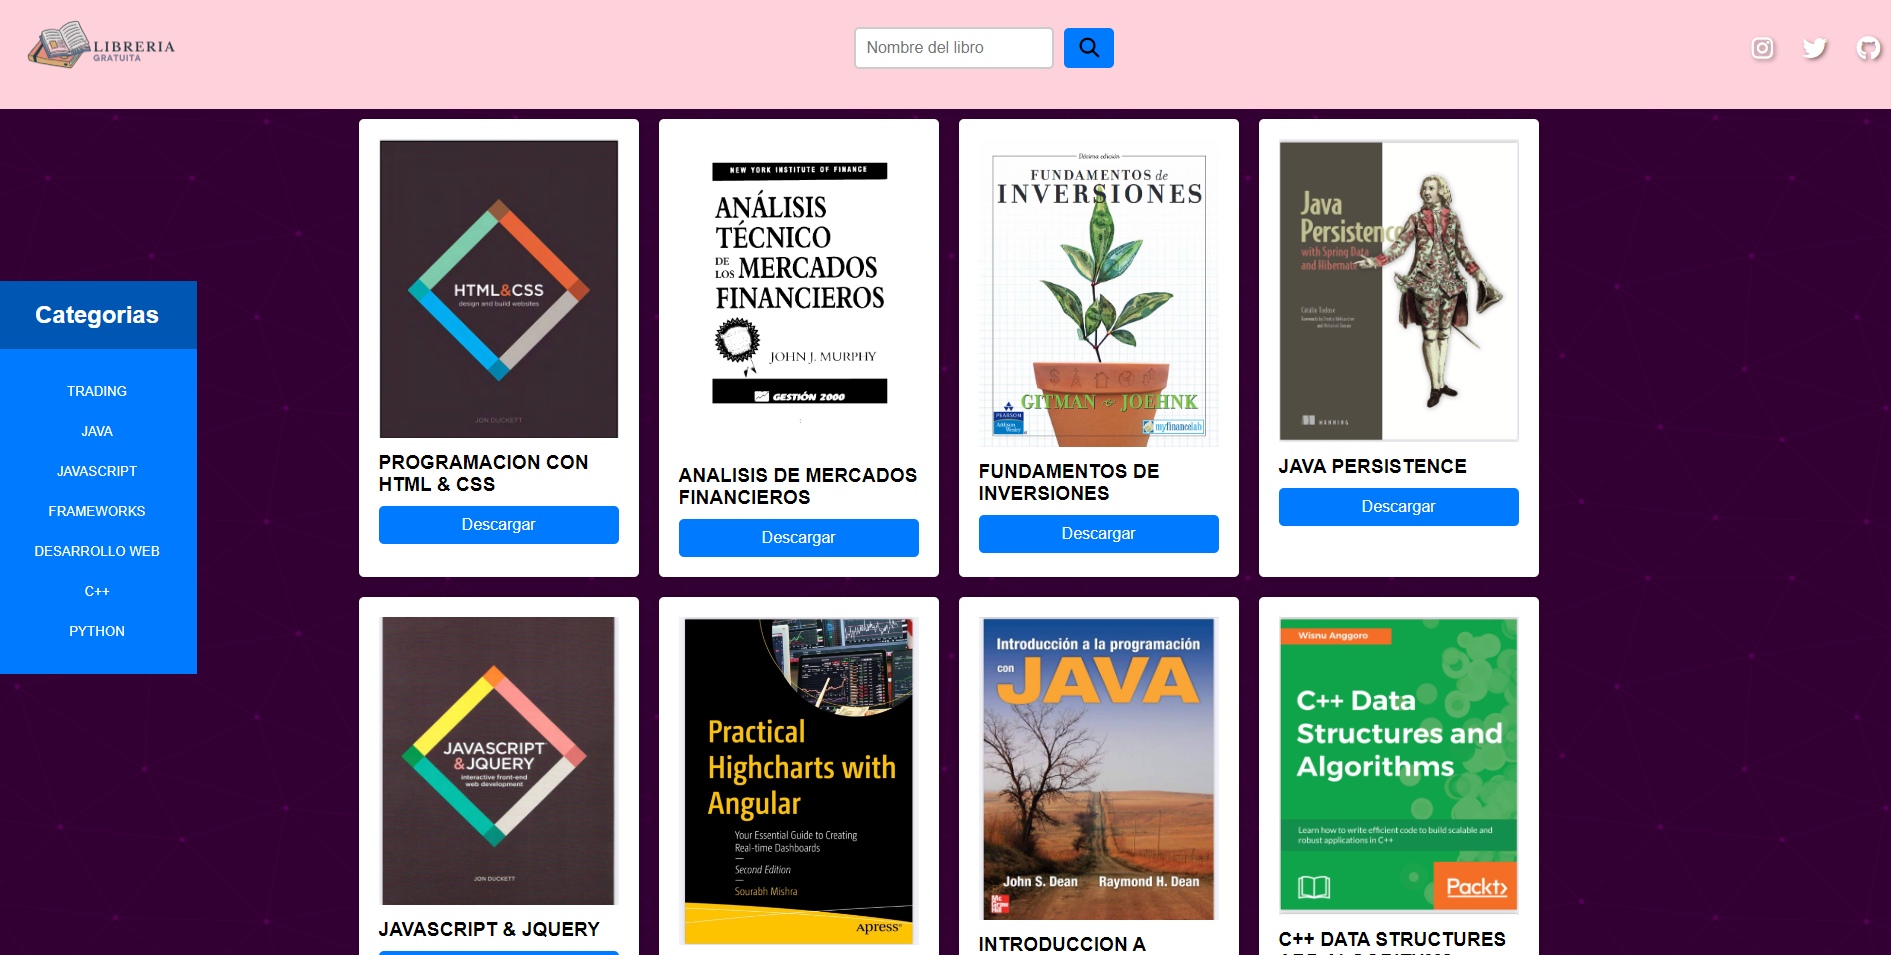 LIBRERIA
GRATUITA
Nombre del libro
Categorias
TRADING
JAVA
JAVASCRIPT
FRAMEWORKS
DESARROLLO WEB
C++
PYTHON
HTML&CSS
design and build websites
JON DUCKETT
PROGRAMACION CON
HTML & CSS
Descargar
NEW YORK INSTITUTE OF FINANCE
ANÁLISIS
TÉCNICO
DE
LOS MERCADOS
FINANCIEROS
JOHN J. MURPHY
GESTIÓN 2000
ANALISIS DE MERCADOS
FINANCIEROS
Descargar
Décima edición
FUNDAMENTOS de
INVERSIONES
GITMAN JOEHNK
PEARSON
Addison
Wesley
myfinancelab
FUNDAMENTOS DE
INVERSIONES
Descargar
Java
Persistence
with Spring Data
and Hibernate
Cătălin Tudose
MANNING
JAVA PERSISTENCE
Descargar
JAVASCRIPT
&JQUERY
interactive front-end
web development
JON DUCKETT
JAVASCRIPT & JQUERY
Practical
Highcharts with
Angular
Your Essential Guide to Creating
Real-time Dashboards
Second Edition
Sourabh Mishra
Apress®
Introducción a la programación
con
JAVA
John S. Dean Raymond H. Dean
Mc
Graw
Hill
INTRODUCCION A
Wisnu Anggoro
C++ Data
Structures and
Algorithms
Learn how to write efficient code to build scalable and
robust applications in C++
Packt>
C++ DATA STRUCTURES